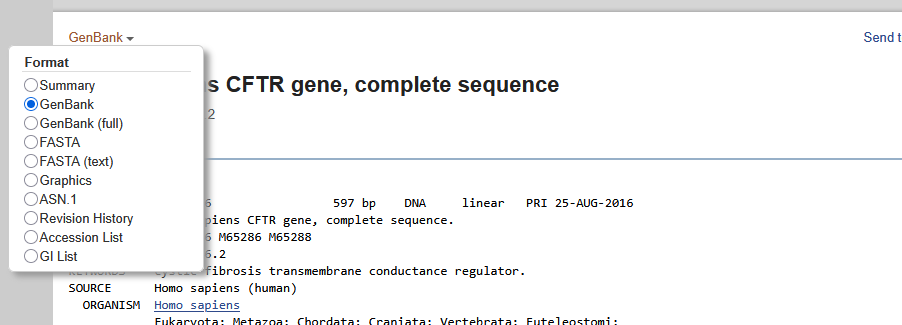 GenBank
Send t
Format
Summary
GenBank
GenBank (full)
FASTA
FASTA (text)
Graphics
ASN.1
Revision History
Accession List
GI List
s CFTR gene, complete sequence
2
6 597 bp DNA linear PRI 25-AUG-2016
piens CFTR gene, complete sequence.
6 M65286 M65288
6.2
KEYWORDS Cystic fibrosis transmembrane conductance regulator.
SOURCE Homo sapiens (human)
ORGANISM Homo sapiens
Eukaryota; Metazoa; Chordata; Craniata; Vertebrata; Euteleostomi;